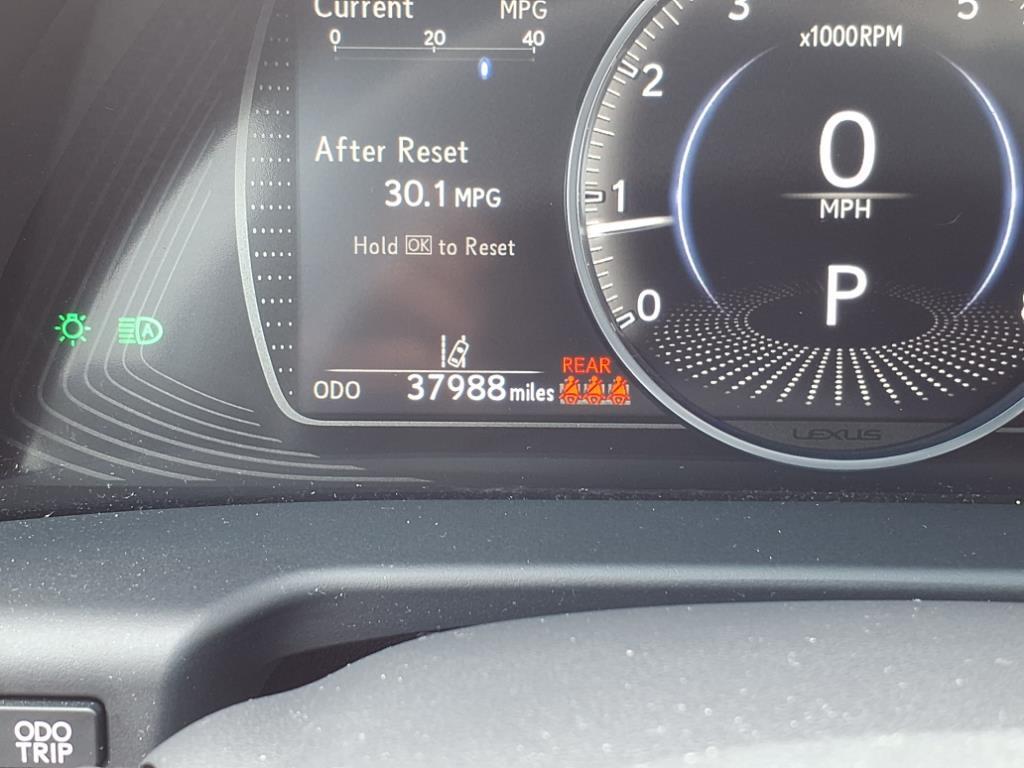 Current MPG
0 20 40
After Reset
30.1 MPG
Hold OK to Reset
ODO 37988 miles
REAR
A
3 5
x1000RPM
2
1
0
0
MPH
P
LEXUS
ODO
TRIP